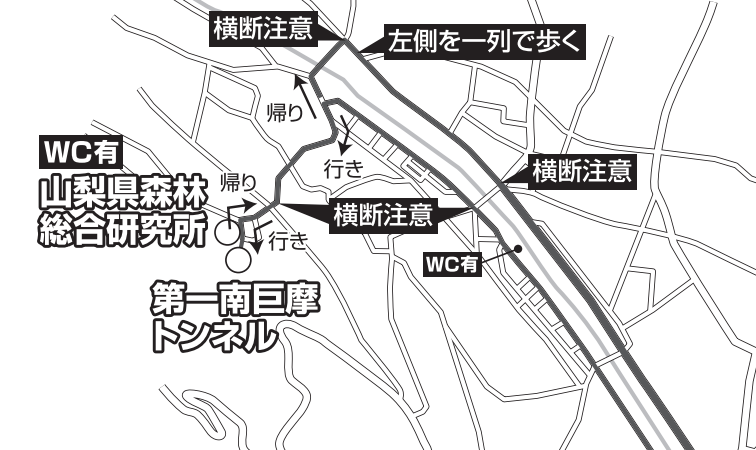 横断注意
左側を一列で歩く
帰り
行き
WC有
山梨県森林
総合研究所
帰り
行き
横断注意
横断注意
WC有
第一南巨摩
トンネル